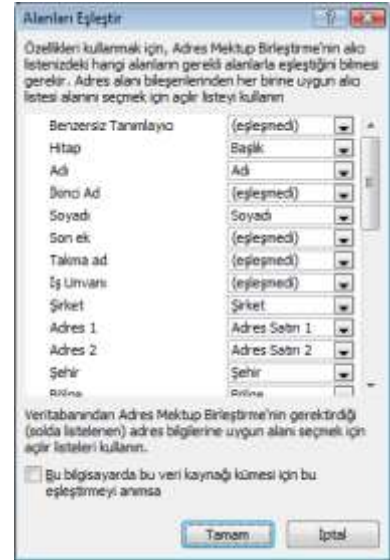 Alanları Eşleştir
Özellikleri kullanmak için, Adres Mektup Birleştirme'nin alıcı
listenizdeki hangi alanların gerekli alanlarla eşleştiğini bilmesi
gerekir. Adres alanı bileşenlerinden her birine uygun alıcı
listesi alanını seçmek için açılır listeyi kullanın
Benzersiz Tanımlayıcı (eşleşmedi)
Hitap Başlık
Adı Adı
İkinci Ad (eşleşmedi)
Soyadı Soyadı
Son ek (eşleşmedi)
Takma ad (eşleşmedi)
İş Unvanı (eşleşmedi)
Şirket Şirket
Adres 1 Adres Satırı 1
Adres 2 Adres Satırı 2
Şehir Şehir
Bölge Bölge
Veritabanından Adres Mektup Birleştirme'nin gerektirdiği
(solda listelenen) adres bilgilerine uygun alanı seçmek için
açılır listeleri kullanın.
Bu bilgisayarda bu veri kaynağı kümesi için bu
eşleştirmeyi anımsa
Tamam İptal